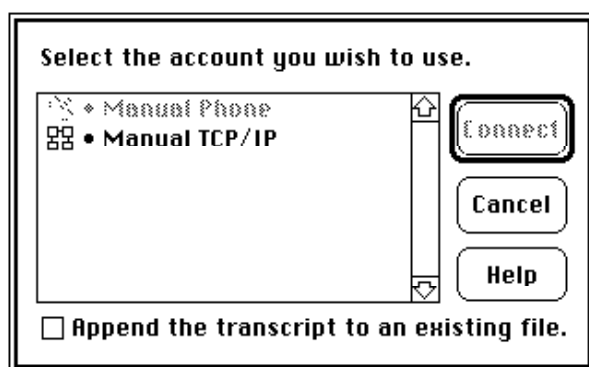 Select the account you wish to use.
• Manual Phone
• Manual TCP/IP
Connect
Cancel
Help
Append the transcript to an existing file.